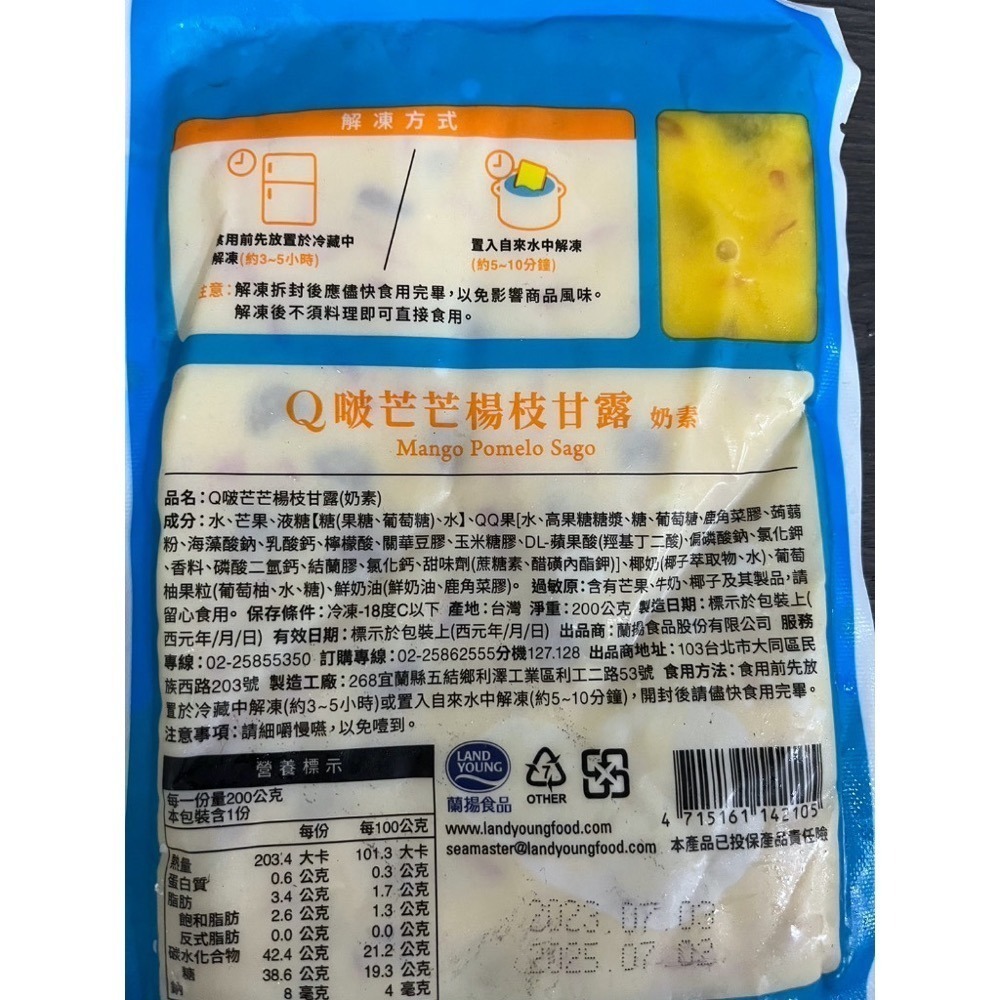 解凍方式
食用前先放置於冷藏中
解凍(約3~5小時)
置入自來水中解凍
(約5~10分鐘)
注意：解凍拆封後應儘快食用完畢，以免影響商品風味。
解凍後不須料理即可直接食用。
Q啵芒芒楊枝甘露 奶素
Mango Pomelo Sago
品名：Q啵芒芒楊枝甘露(奶素)
成分：水、芒果、液糖【糖(果糖、葡萄糖)、水】、QQ果[水、高果糖糖漿、糖、葡萄糖、鹿角菜膠、蒟蒻
粉、海藻酸鈉、乳酸鈣、檸檬酸、關華豆膠、玉米糖膠、DL-蘋果酸(羥基丁二酸)、偏磷酸鈉、氯化鉀
、香料、磷酸二氫鈣、結蘭膠、氯化鈣、甜味劑(蔗糖素、醋磺內酯鉀)]、椰奶(椰子萃取物、水)、葡萄
柚果粒(葡萄柚、水、糖)、鮮奶油(鮮奶油、鹿角菜膠)。 過敏原：含有芒果、牛奶、椰子及其製品，請
留心食用。 保存條件：冷凍-18度C以下 產地：台灣 淨重：200公克 製造日期：標示於包裝上(
西元年/月/日) 有效日期：標示於包裝上(西元年/月/日) 出品商：蘭揚食品股份有限公司 服務
專線：02-25855350 訂購專線：02-25862555分機127.128 出品商地址：103台北市大同區民
族西路203號 製造工廠：268宜蘭縣五結鄉利澤工業區利工二路53號 食用方法：食用前先放
置於冷藏中解凍(約3~5小時)或置入自來水中解凍(約5~10分鐘)，開封後請儘快食用完畢。
注意事項：請細嚼慢嚥，以免噎到。
營養標示
每一份量200公克
本包裝含1份
每份 每100公克
熱量 203.4 大卡 101.3 大卡
蛋白質 0.6 公克 0.3 公克
脂肪 3.4 公克 1.7 公克
飽和脂肪 2.6 公克 1.3 公克
反式脂肪 0.0 公克 0.0 公克
碳水化合物 42.4 公克 21.2 公克
糖 38.6 公克 19.3 公克
鈉 8 毫克 4 毫克
LAND
YOUNG
蘭揚食品
7
OTHER
www.landyoungfood.com
seamaster@landyoungfood.com
4 715161 142105
本產品已投保產品責任險
2023.07.03
2025.07.02